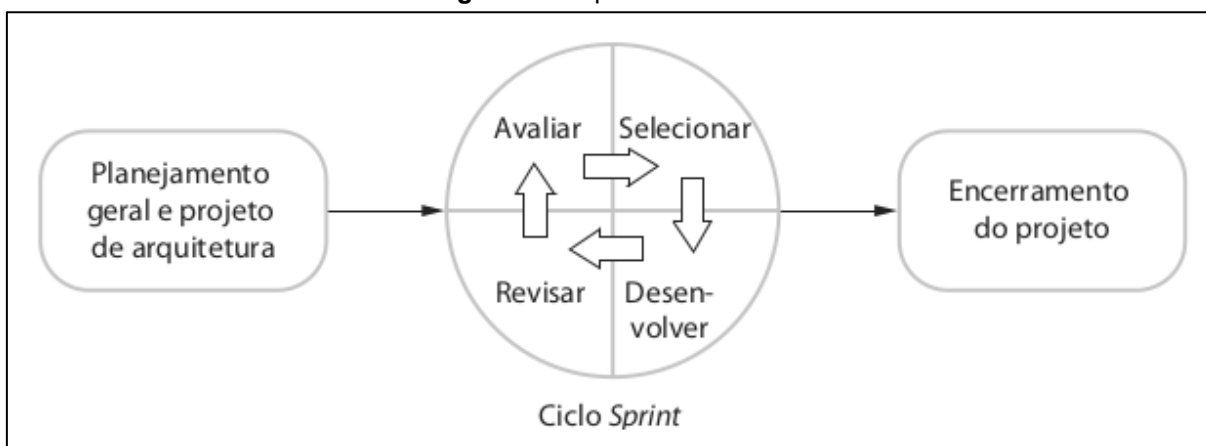 Planejamento
geral e projeto
de arquitetura
Avaliar
Selecionar
Revisar
Desen-
volver
Encerramento
do projeto
Ciclo Sprint